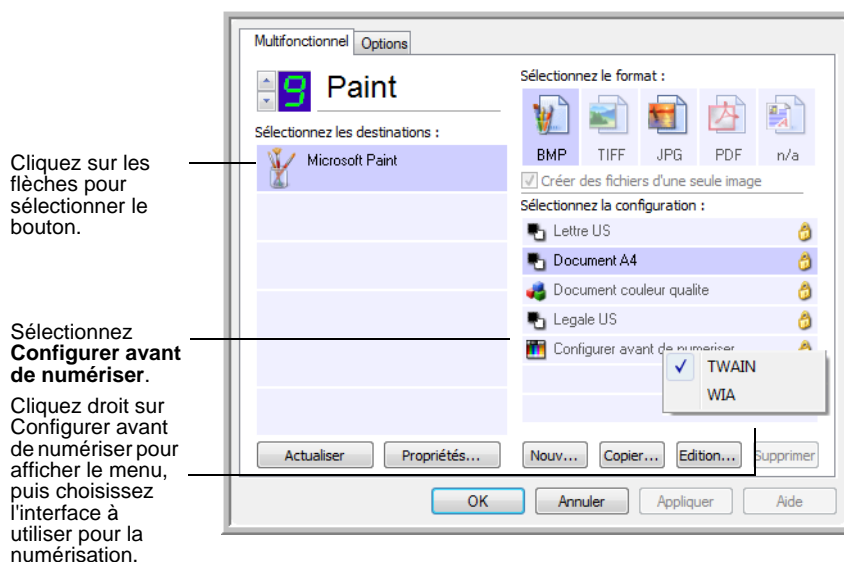 Multifonctionnel Options
9 Paint
Sélectionnez les destinations :
Microsoft Paint
Sélectionnez le format :
BMP TIFF JPG PDF n/a
Créer des fichiers d'une seule image
Sélectionnez la configuration :
Lettre US
Document A4
Document couleur qualite
Legale US
Configurer avant de numeriser
TWAIN
WIA
Actualiser Propriétés... Nouv... Copier... Edition... Supprimer
OK Annuler Appliquer Aide
Cliquez sur les
flèches pour
sélectionner le
bouton.
Sélectionnez
Configurer avant
de numériser.
Cliquez droit sur
Configurer avant
de numériser pour
afficher le menu,
puis choisissez
l'interface à
utiliser pour la
numérisation.